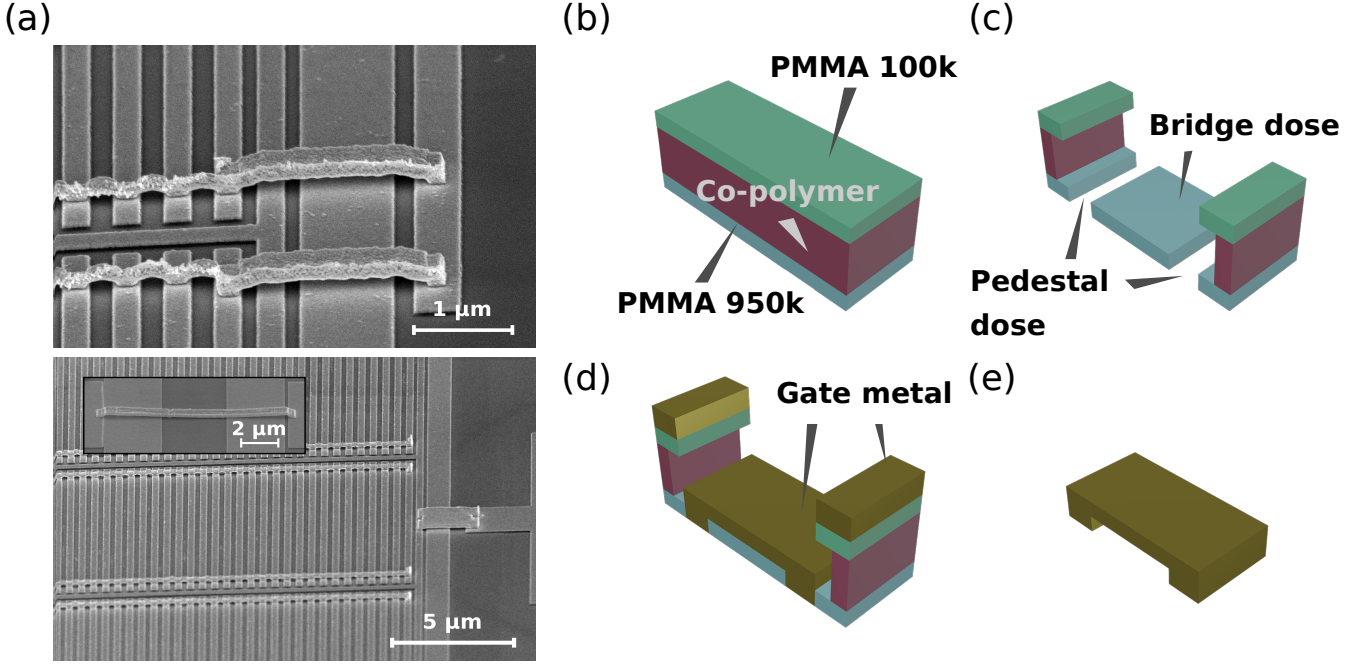 (a)
1 μm
2 μm
5 μm
(b)
PMMA 100k
Co-polymer
PMMA 950k
(c)
Bridge dose
Pedestal
dose
(d)
Gate metal
(e)